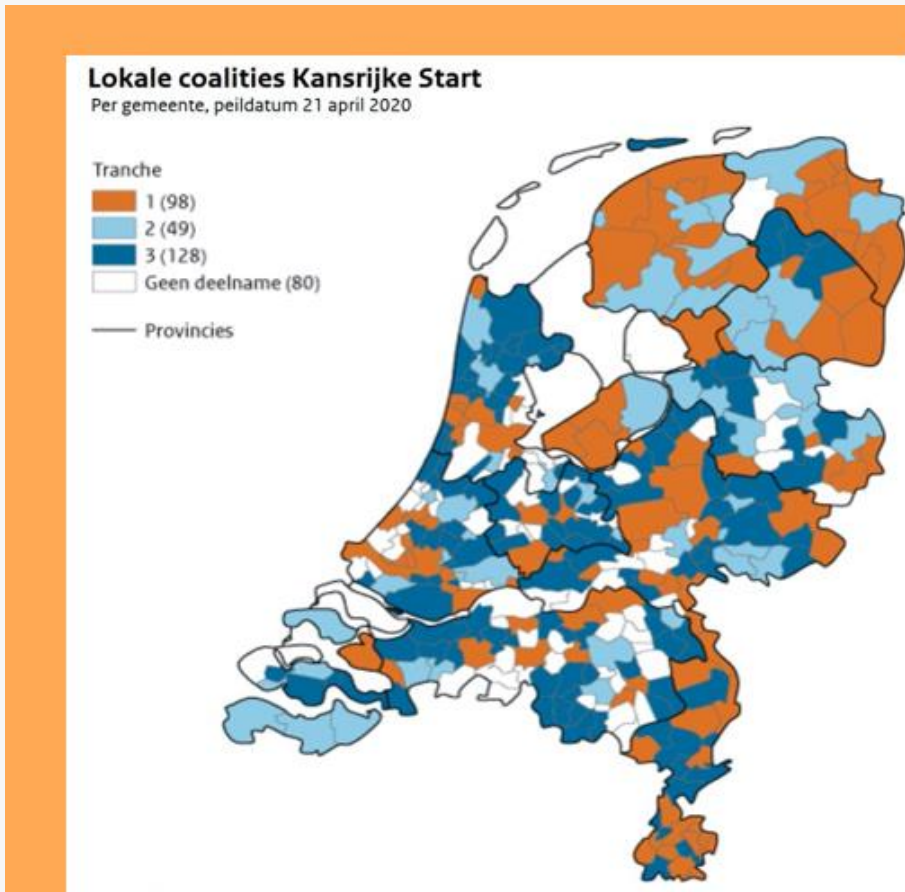 Lokale coalities Kansrijke Start
Per gemeente, peildatum 21 april 2020
Tranche
1 (98)
2 (49)
3 (128)
Geen deelname (80)
Provincies